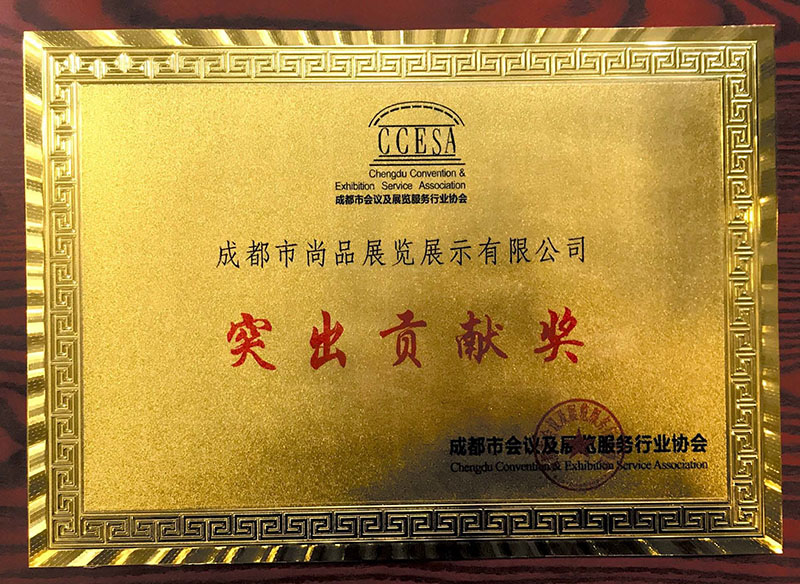 CCESA
Chengdu Convention &
Exhibition Service Association
成都市会议及展览服务行业协会
成都市尚品展览展示有限公司
突出贡献奖
成都市会议及展览服务行业协会
Chengdu Convention & Exhibition Service Association